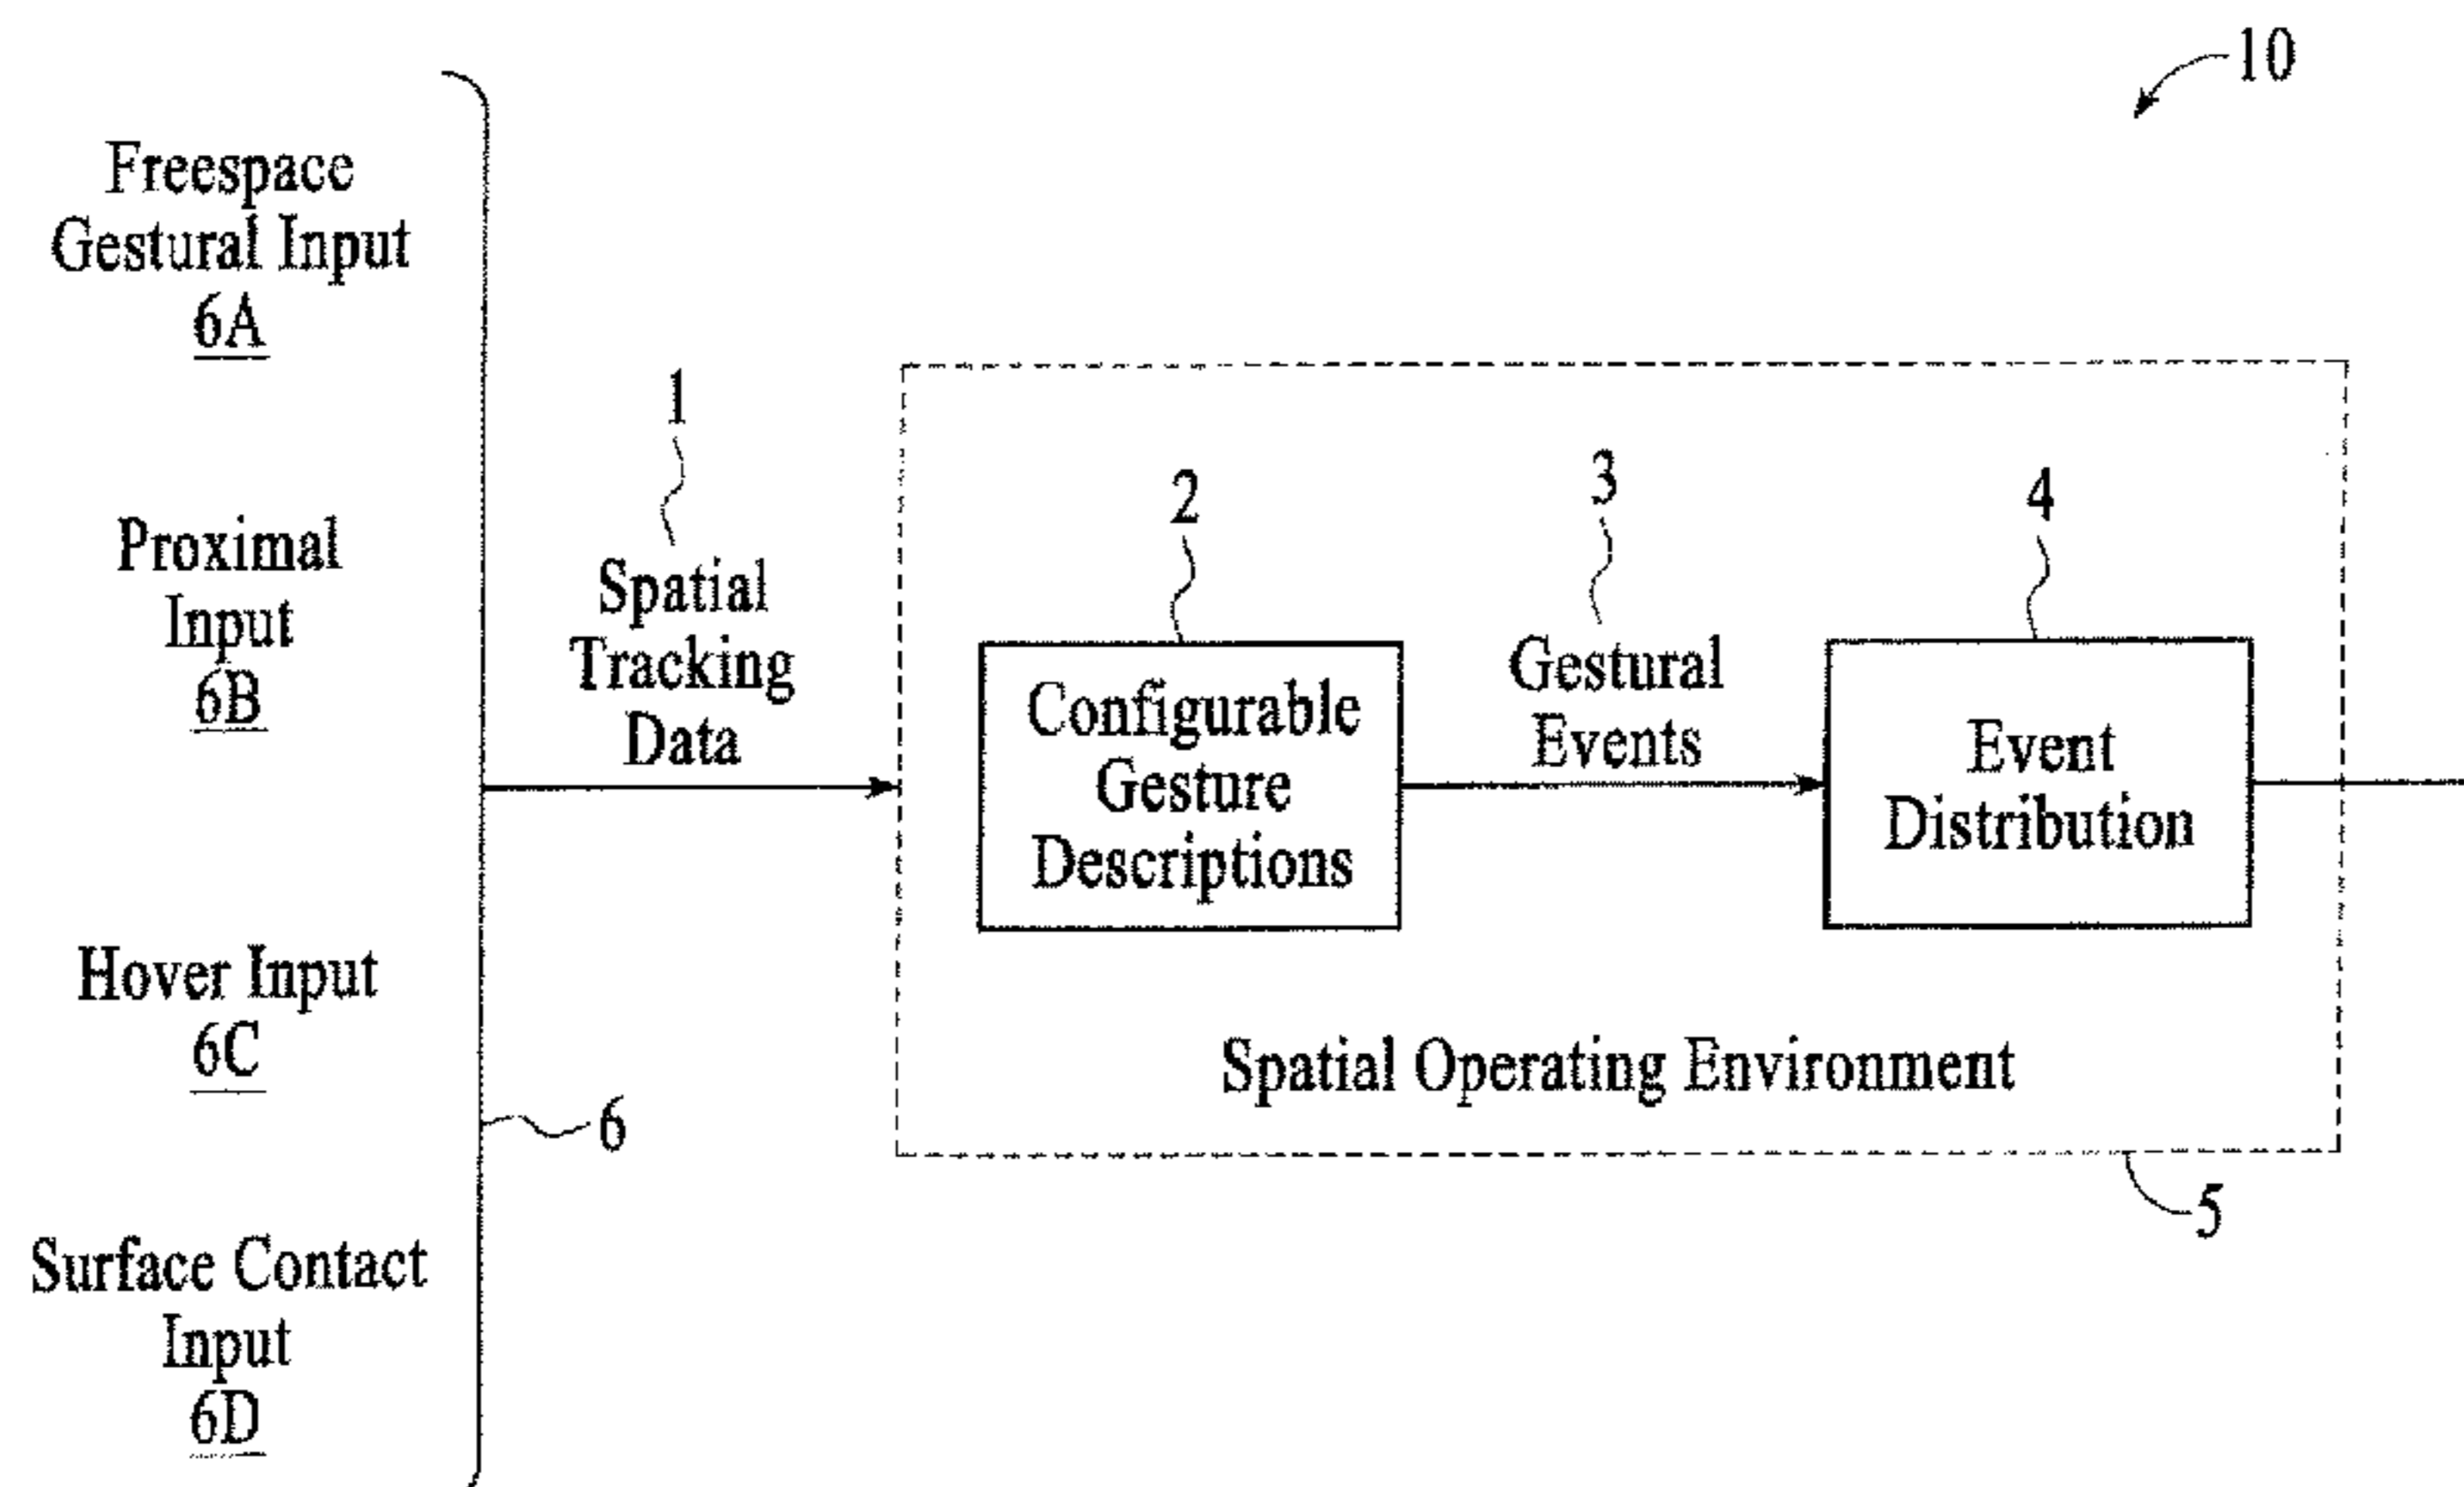 10
Freespace
Gestural Input
6A
Proximal
Input
6B
Hover Input
6C
Surface Contact
Input
6D
6
1
Spatial
Tracking
Data
2
Configurable
Gesture
Descriptions
3
Gestural
Events
4
Event
Distribution
Spatial Operating Environment
5